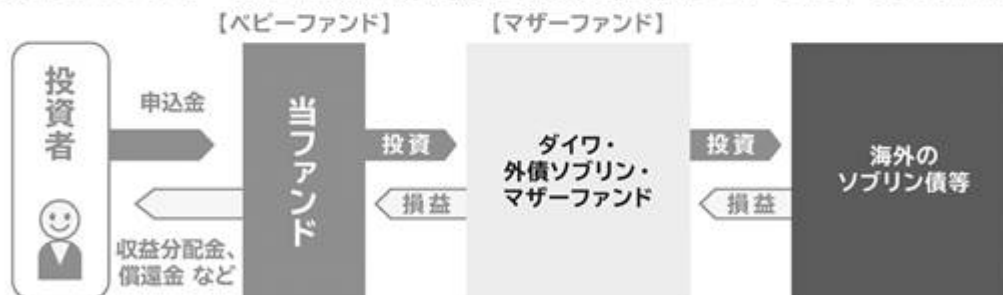 【ベビーファンド】
【マザーファンド】
投資者
申込金
収益分配金、
償還金 など
当ファンド
投資
損益
ダイワ・
外債ソブリン・
マザーファンド
投資
損益
海外の
ソブリン債等